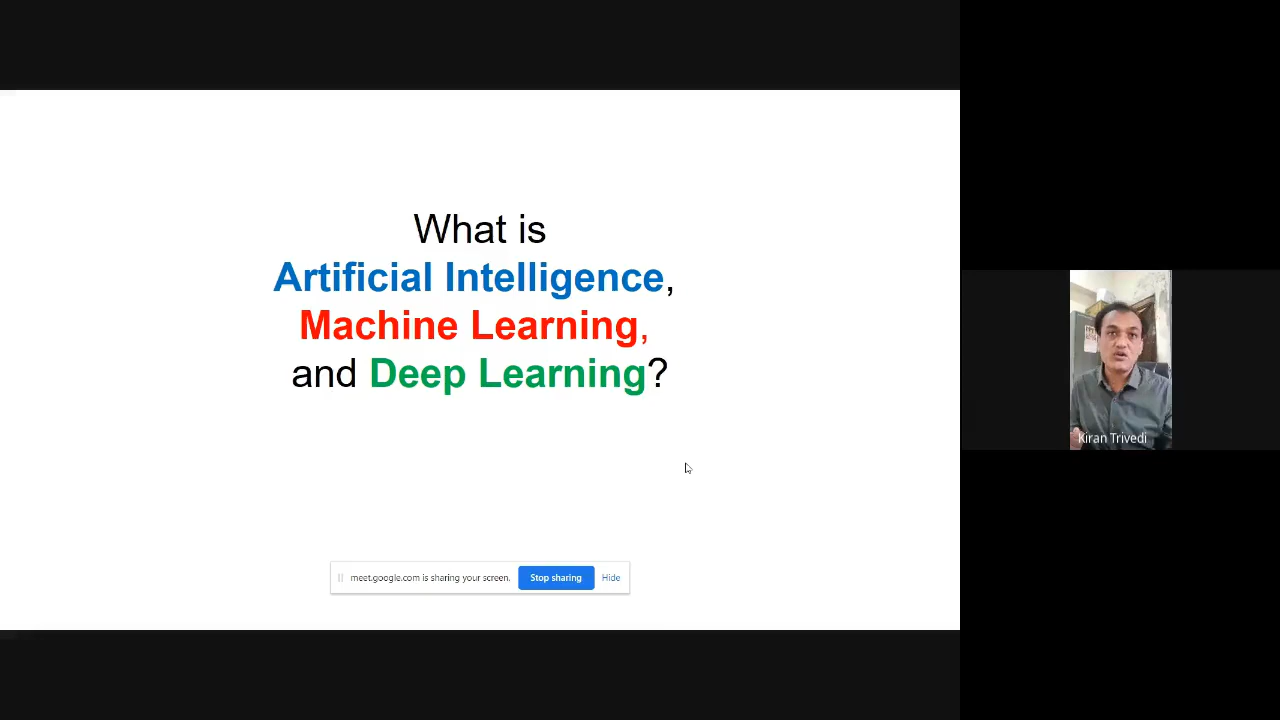 What is
Artificial Intelligence,
Machine Learning,
and Deep Learning?
meet.google.com is sharing your screen.
Stop sharing
Hide
Kiran Trivedi